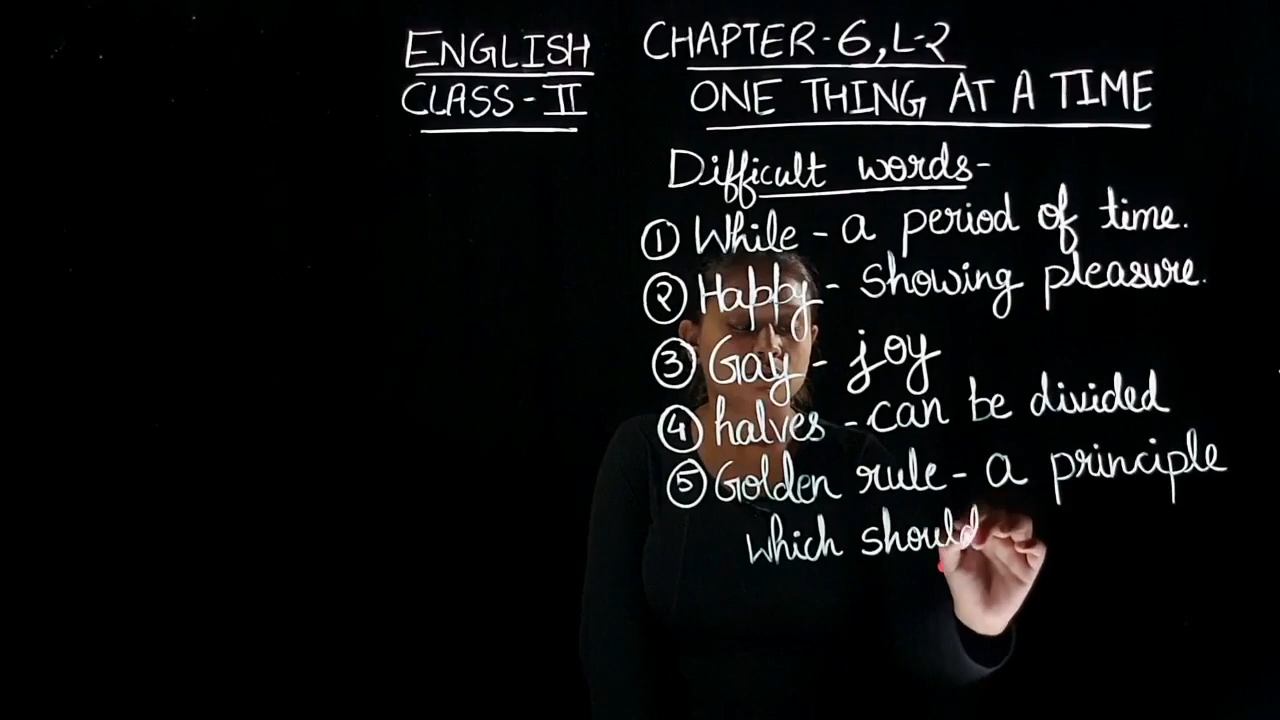 ENGLISH
CLASS-II
CHAPTER-6, L-2
ONE THING AT A TIME
Difficult words-
① While - a period of time.
② Happy - Showing pleasure.
③ Gay - joy
④ halves - can be divided
⑤ Golden rule - a principle
which should